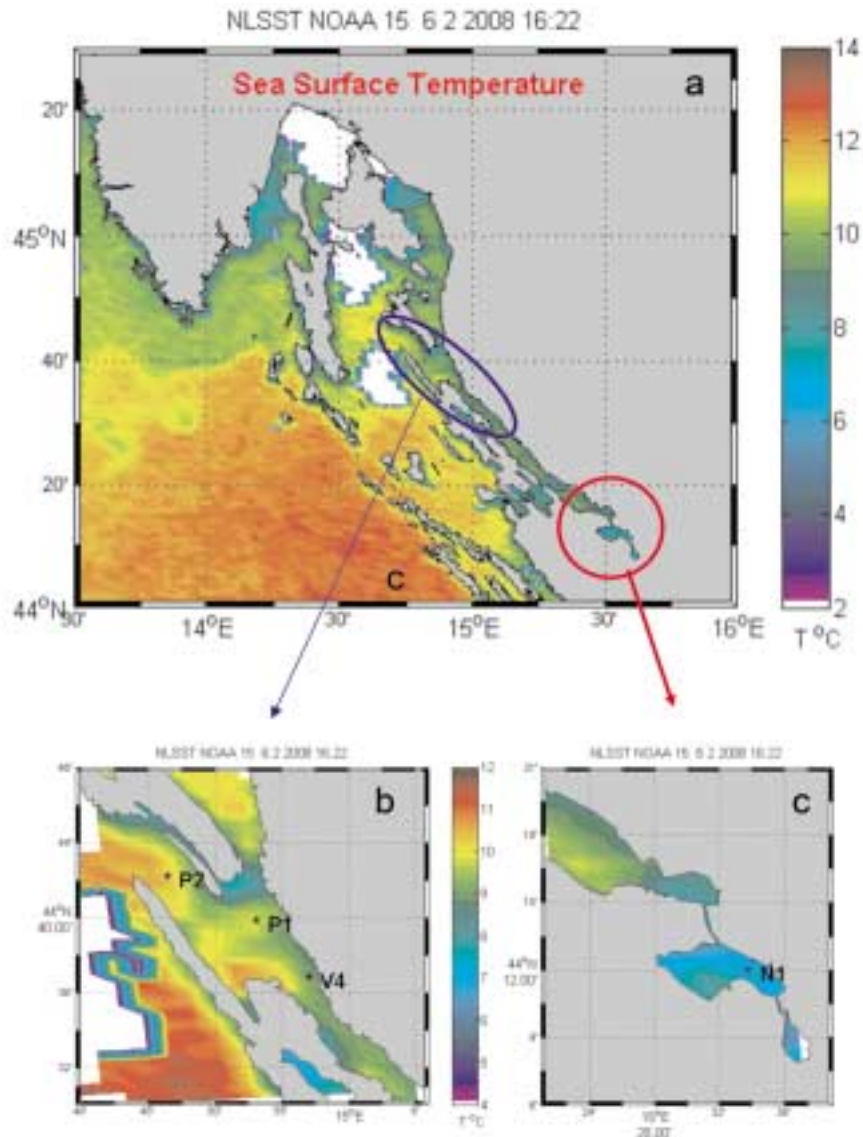 NLSST NOAA 15 6 2 2008 16:22
Sea Surface Temperature
a
20'
45°N
40'
20'
44°N
30'
14°E
30'
15°E
30'
16°E
C
14
12
10
8
6
4
2
T °C
NLSST NOAA 15 6 2 2008 16:22
b
P2
P1
V4
44°N
40.00'
15°E
12
11
10
9
8
7
6
5
4
T °C
NLSST NOAA 15 6 2 2008 16:22
c
N1
44°N
12.00'